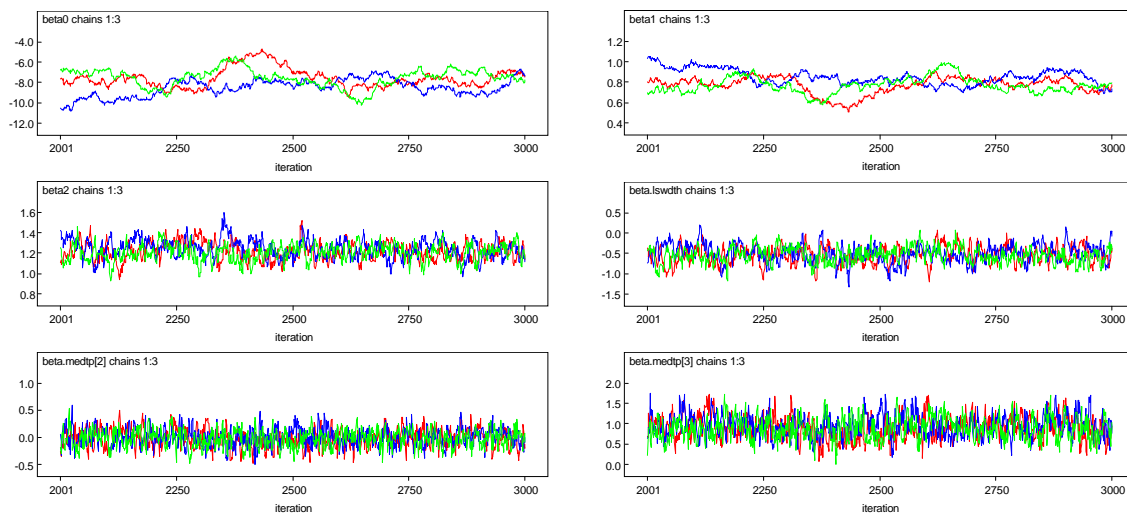 beta0 chains 1:3
-4.0
-6.0
-8.0
-10.0
-12.0
2001 2250 2500 2750 3000
iteration
beta1 chains 1:3
1.2
1.0
0.8
0.6
0.4
2001 2250 2500 2750 3000
iteration
beta2 chains 1:3
1.6
1.4
1.2
1.0
0.8
2001 2250 2500 2750 3000
iteration
beta.lswdth chains 1:3
0.5
0.0
-0.5
-1.0
-1.5
2001 2250 2500 2750 3000
iteration
beta.medtp[2] chains 1:3
1.0
0.5
0.0
-0.5
2001 2250 2500 2750 3000
iteration
beta.medtp[3] chains 1:3
2.0
1.5
1.0
0.5
0.0
2001 2250 2500 2750 3000
iteration